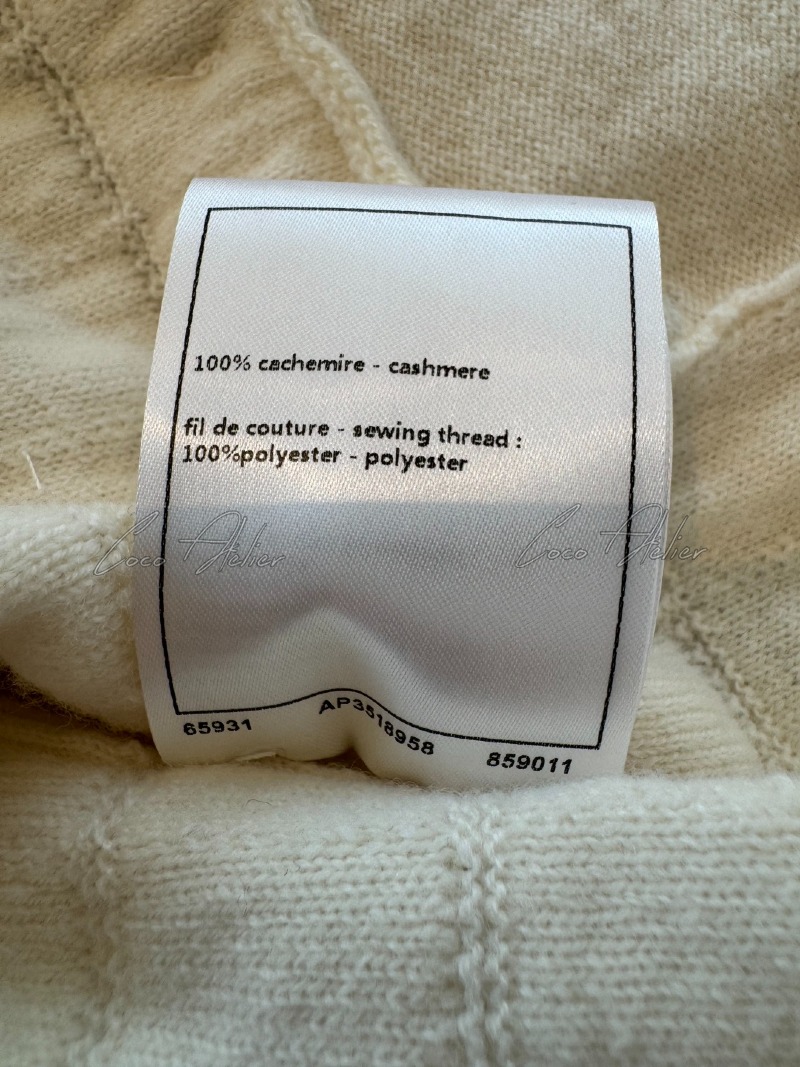 100% cachemire - cashmere
fil de couture - sewing thread :
100%polyester - polyester
Coco Atelier
Coco Atelier
65931
AP3518958
859011